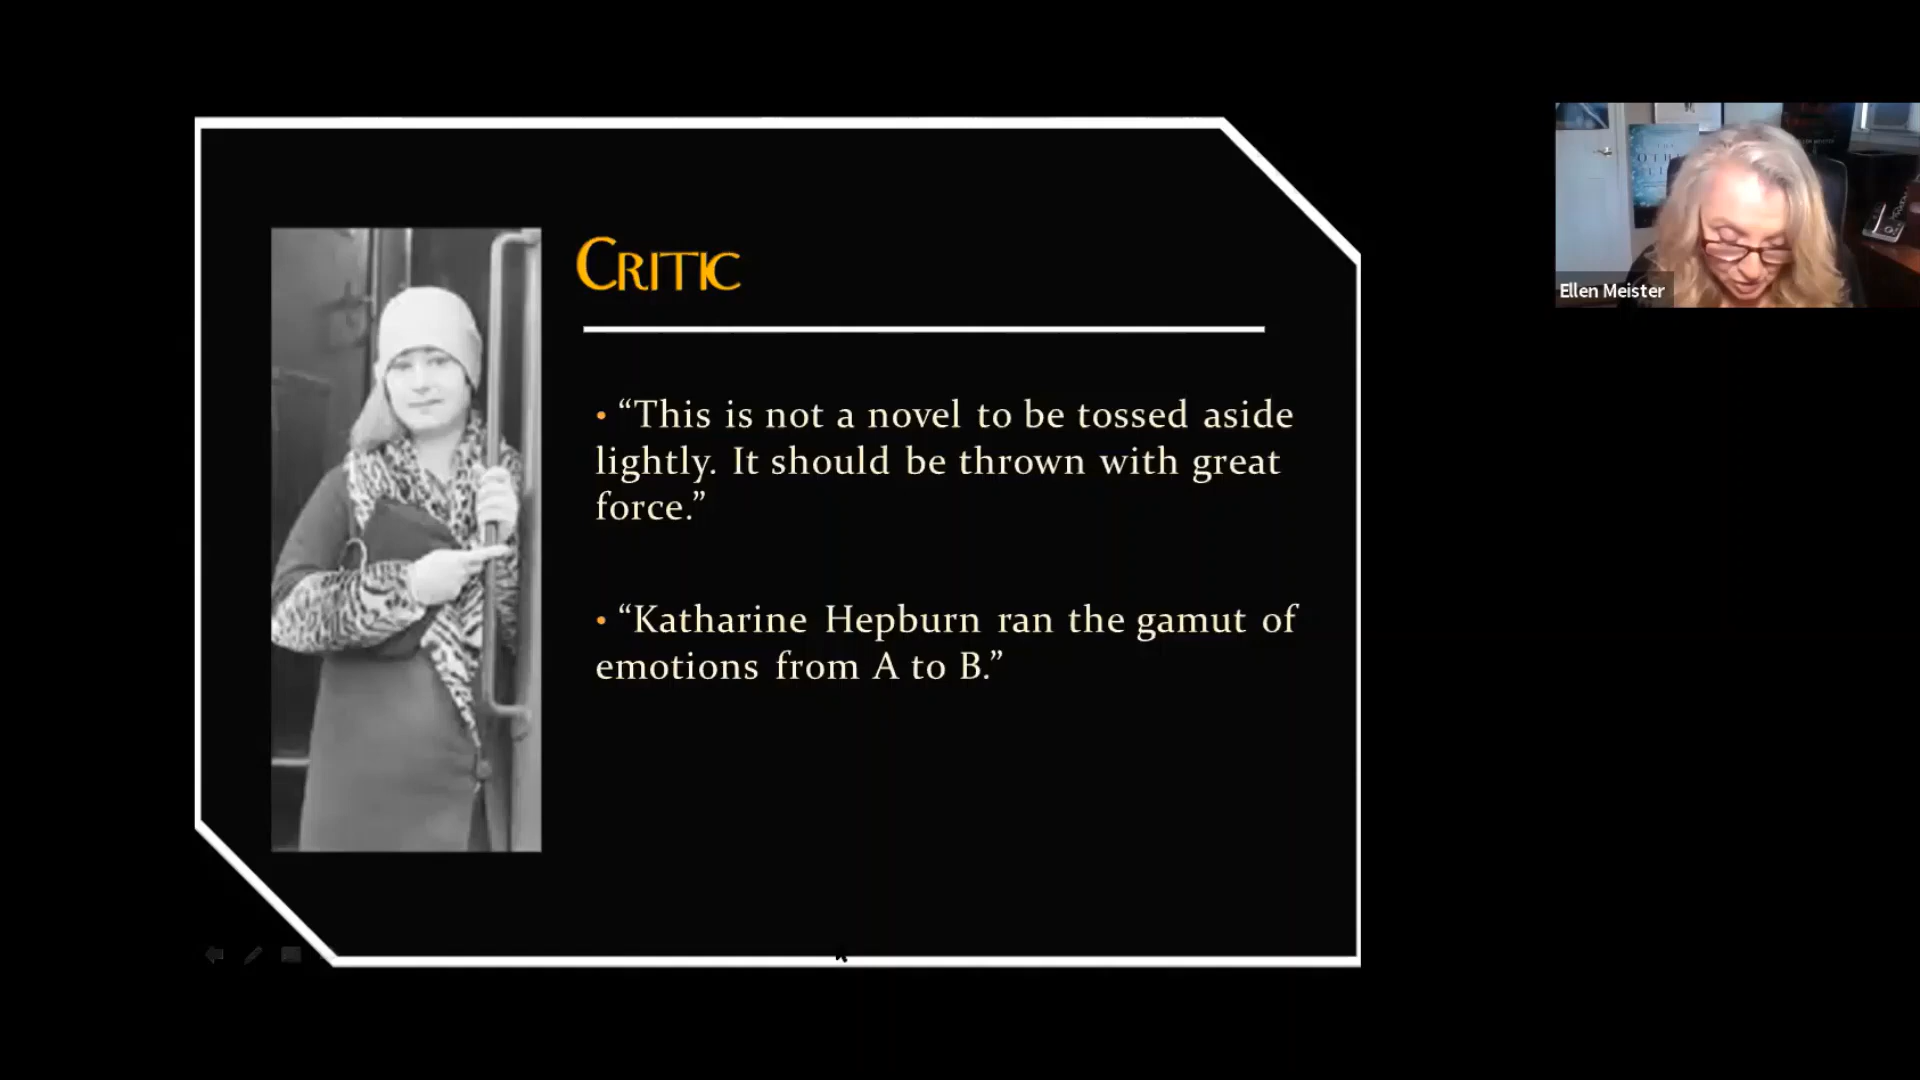 CRITIC
• “This is not a novel to be tossed aside
lightly. It should be thrown with great
force.”
• “Katharine Hepburn ran the gamut of
emotions from A to B.”
Ellen Meister